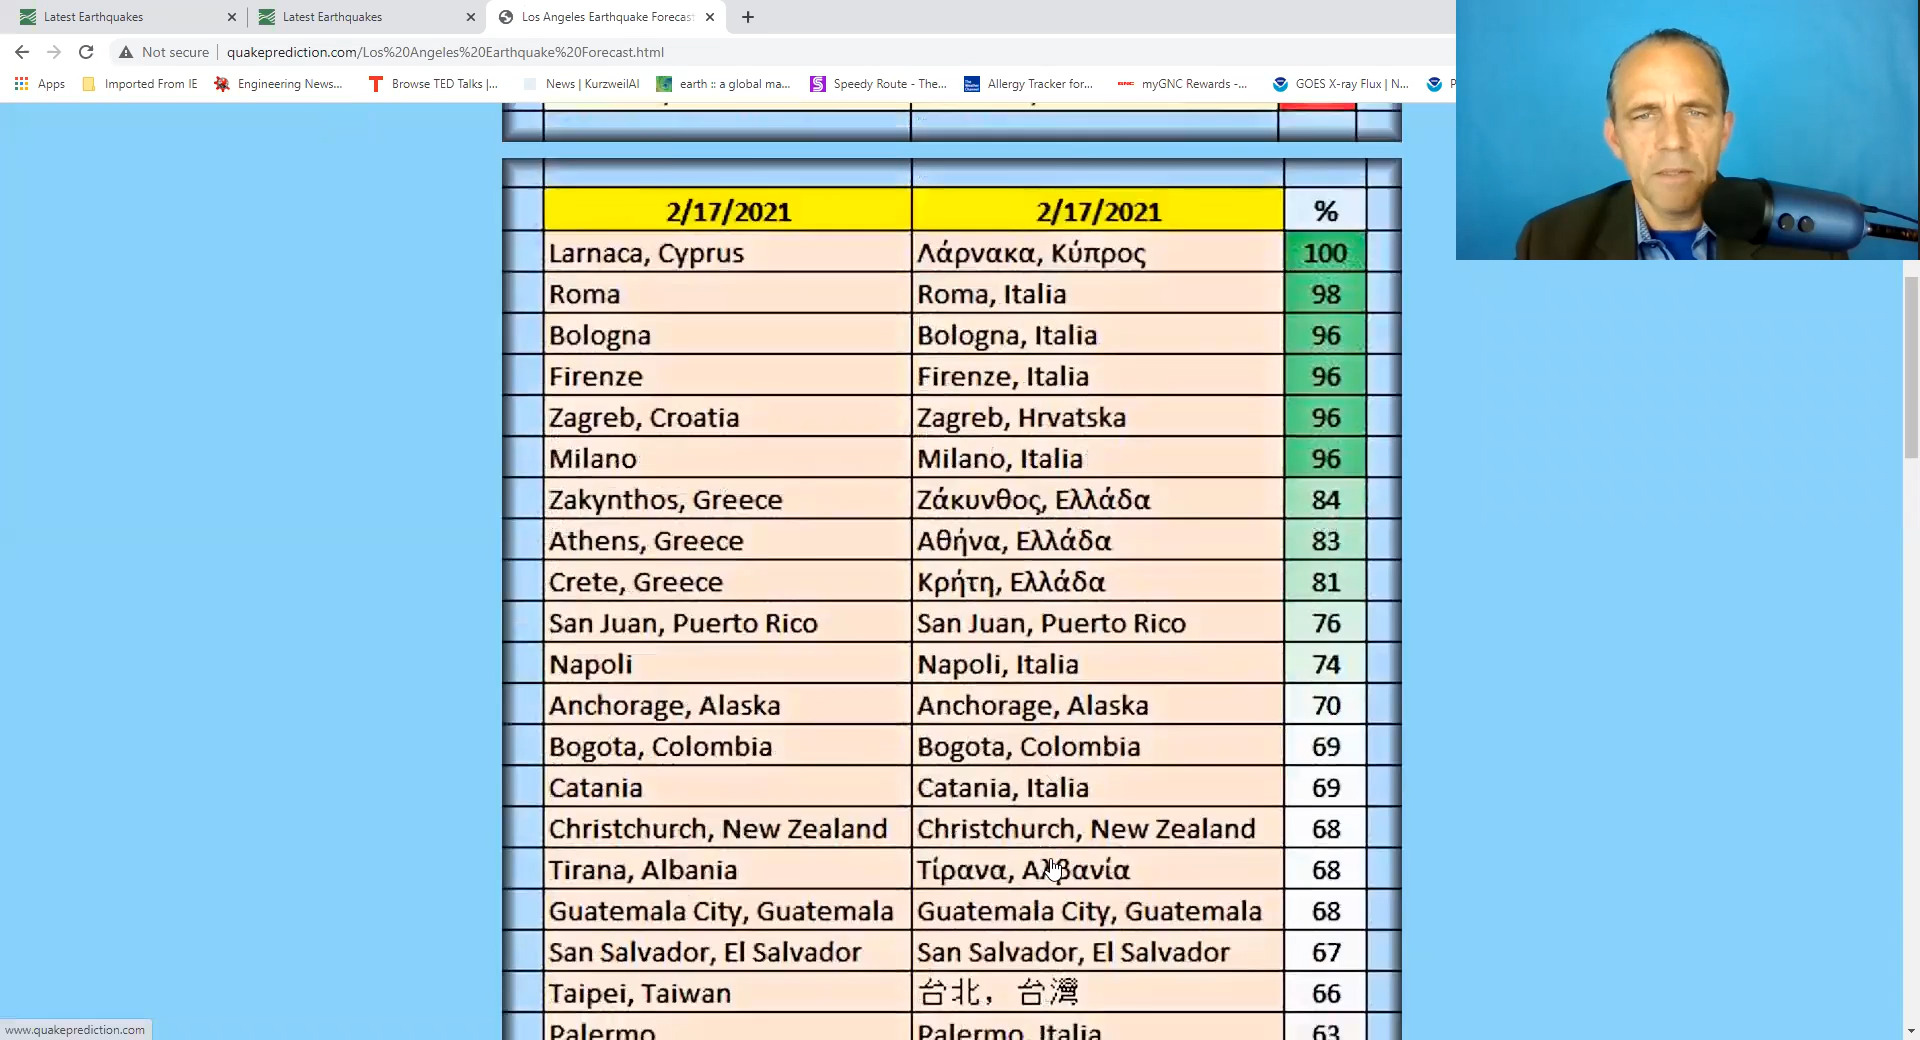 Latest Earthquakes
Latest Earthquakes
Los Angeles Earthquake Forecast
Not secure
quakeprediction.com/Los%20Angeles%20Earthquake%20Forecast.html
Apps
Imported From IE
Engineering News...
Browse TED Talks |...
News | KurzweilAI
earth :: a global ma...
Speedy Route - The...
Allergy Tracker for...
myGNC Rewards -...
GOES X-ray Flux | N...
2/17/2021 2/17/2021 %
Larnaca, Cyprus Λάρνακα, Κύπρος 100
Roma Roma, Italia 98
Bologna Bologna, Italia 96
Firenze Firenze, Italia 96
Zagreb, Croatia Zagreb, Hrvatska 96
Milano Milano, Italia 96
Zakynthos, Greece Ζάκυνθος, Ελλάδα 84
Athens, Greece Αθήνα, Ελλάδα 83
Crete, Greece Κρήτη, Ελλάδα 81
San Juan, Puerto Rico San Juan, Puerto Rico 76
Napoli Napoli, Italia 74
Anchorage, Alaska Anchorage, Alaska 70
Bogota, Colombia Bogota, Colombia 69
Catania Catania, Italia 69
Christchurch, New Zealand Christchurch, New Zealand 68
Tirana, Albania Τίρανα, Αλβανία 68
Guatemala City, Guatemala Guatemala City, Guatemala 68
San Salvador, El Salvador San Salvador, El Salvador 67
Taipei, Taiwan 台北，台灣 66
Palermo Palermo, Italia 63
www.quakeprediction.com